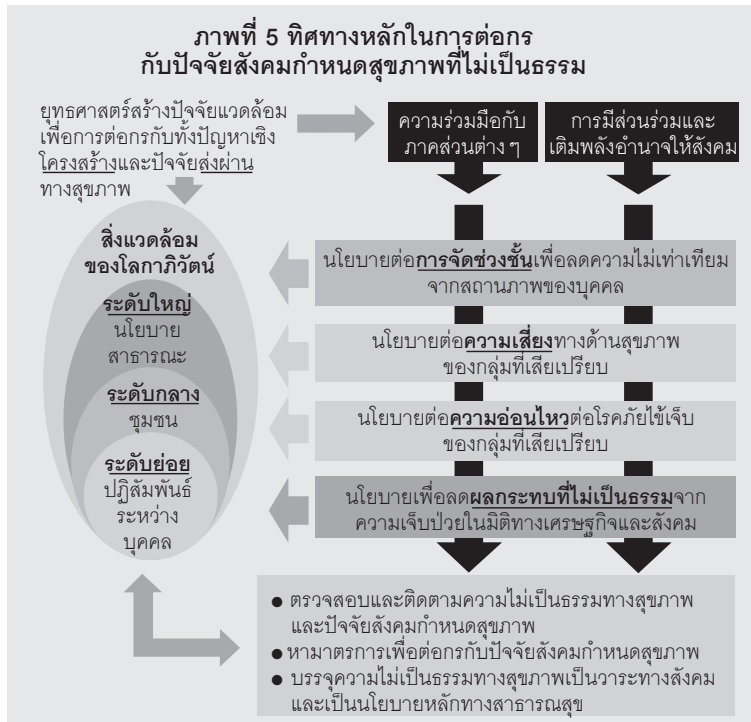 ภาพที่ 5 ทิศทางหลักในการต่อกร
กับปัจจัยสังคมกำหนดสุขภาพที่ไม่เป็นธรรม
ยุทธศาสตร์สร้างปัจจัยแวดล้อม
เพื่อการต่อกรกับทั้งปัญหาเชิง
โครงสร้างและปัจจัยส่งผ่าน
ทางสุขภาพ
ความร่วมมือกับ
ภาคส่วนต่าง ๆ
การมีส่วนร่วมและ
เติมพลังอำนาจให้สังคม
สิ่งแวดล้อม
ของโลกาภิวัตน์
ระดับใหญ่
นโยบาย
สาธารณะ
ระดับกลาง
ชุมชน
ระดับย่อย
ปฏิสัมพันธ์
ระหว่าง
บุคคล
นโยบายต่อการจัดช่วงชั้นเพื่อลดความไม่เท่าเทียม
จากสถานภาพของบุคคล
นโยบายต่อความเสี่ยงทางด้านสุขภาพ
ของกลุ่มที่เสียเปรียบ
นโยบายต่อความอ่อนไหวต่อโรคภัยไข้เจ็บ
ของกลุ่มที่เสียเปรียบ
นโยบายเพื่อลดผลกระทบที่ไม่เป็นธรรมจาก
ความเจ็บป่วยในมิติทางเศรษฐกิจและสังคม
● ตรวจสอบและติดตามความไม่เป็นธรรมทางสุขภาพ
และปัจจัยสังคมกำหนดสุขภาพ
● หามาตรการเพื่อต่อกรกับปัจจัยสังคมกำหนดสุขภาพ
● บรรจุความไม่เป็นธรรมทางสุขภาพเป็นวาระทางสังคม
และเป็นนโยบายหลักทางสาธารณสุข